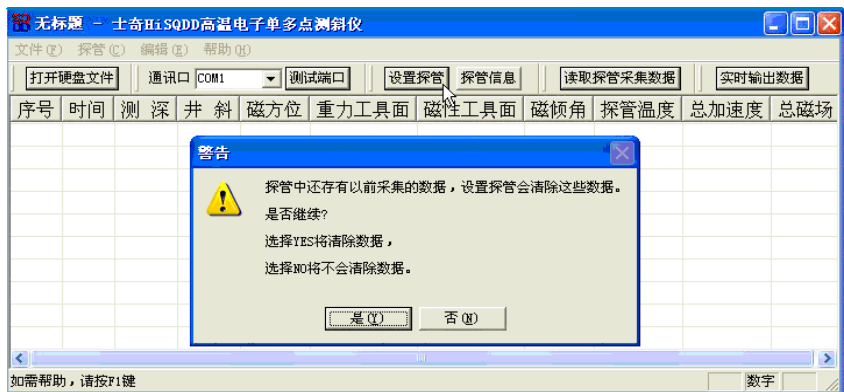 无标题 - 士奇HiSQDD高温电子单多点测斜仪
文件(F) 探管(C) 编辑(E) 帮助(H)
打开硬盘文件 通讯口 COM1 测试端口 设置探管 探管信息 读取探管采集数据 实时输出数据
序号 时间 测 深 井 斜 磁方位 重力工具面 磁性工具面 磁倾角 探管温度 总加速度 总磁场
警告
探管中还存有以前采集的数据，设置探管会清除这些数据。
是否继续?
选择YES将清除数据，
选择NO将不会清除数据。
是(Y) 否(N)
如需帮助，请按F1键 数字